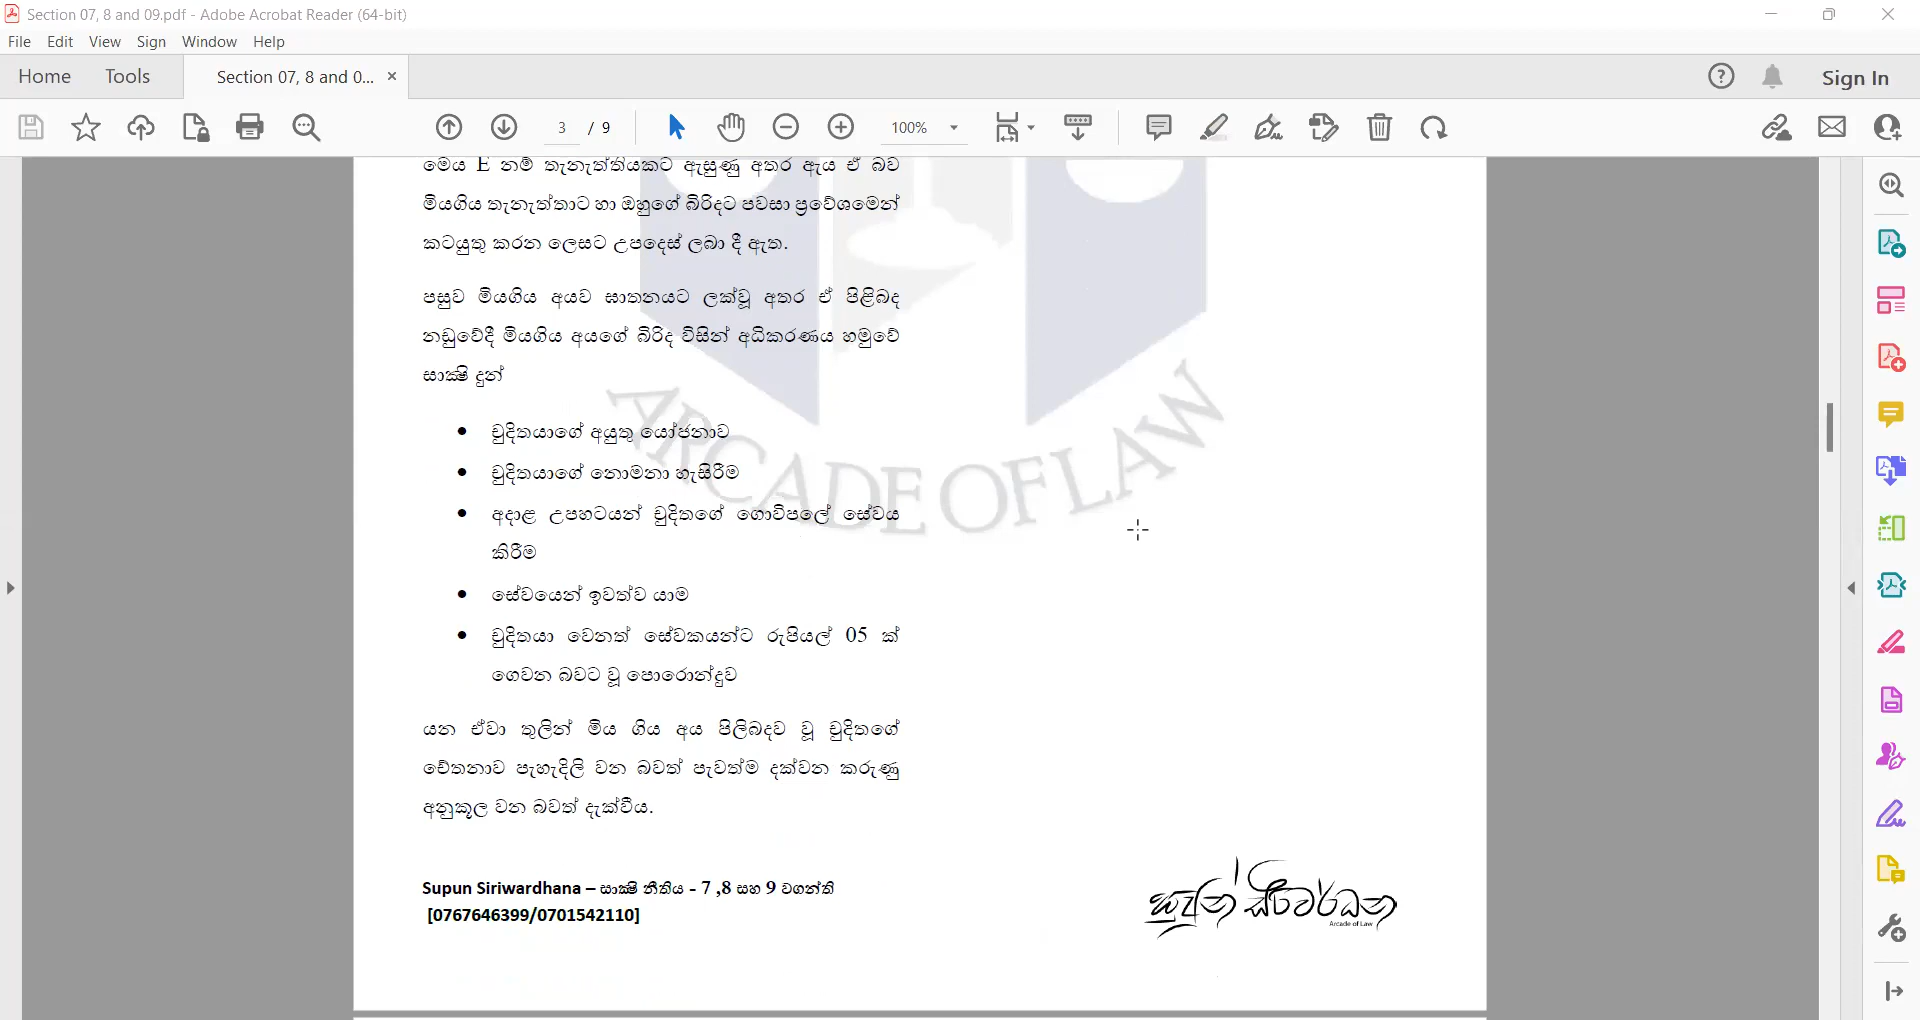 Section 07, 8 and 09.pdf - Adobe Acrobat Reader (64-bit)
File Edit View Sign Window Help
Home Tools Section 07, 8 and 0... × Sign In
3 / 9 100%
මෙය E නම් තැනැත්තියකට ඇසුණු අතර ඇය ඒ බව
මියගිය තැනැත්තාට හා ඔහුගේ බිරිදට පවසා ප්‍රවේශමෙන්
කටයුතු කරන ලෙසට උපදෙස් ලබා දී ඇත.
පසුව මියගිය අයව ඝාතනයට ලක්වූ අතර ඒ පිළිබද
නඩුවේදී මියගිය අයගේ බිරිද විසින් අධිකරණය හමුවේ
සාක්‍ෂි දුන්
• චුදිතයාගේ අයුතු යෝජනාව
• චුදිතයාගේ නොමනා හැසිරීම
• අදාළ උපහටයන් චුදිතගේ ගොවිපලේ සේවය
කිරීම
• සේවයෙන් ඉවත්ව යාම
• චුදිතයා වෙනත් සේවකයන්ට රුපියල් 05 ක්
ගෙවන බවට වූ පොරොන්දුව
යන ඒවා තුලින් මිය ගිය අය පිලිබදව වූ චුදිතගේ
චේතනාව පැහැදිලි වන බවත් පැවත්ම දක්වන කරුණු
අනුකූල වන බවත් දැක්වීය.
ARCADE OF LAW
Supun Siriwardhana – සාක්‍ෂි නීතිය - 7 ,8 සහ 9 වගන්ති
[0767646399/0701542110]
සුපුන් සිරිවර්ධන
Arcade of Law